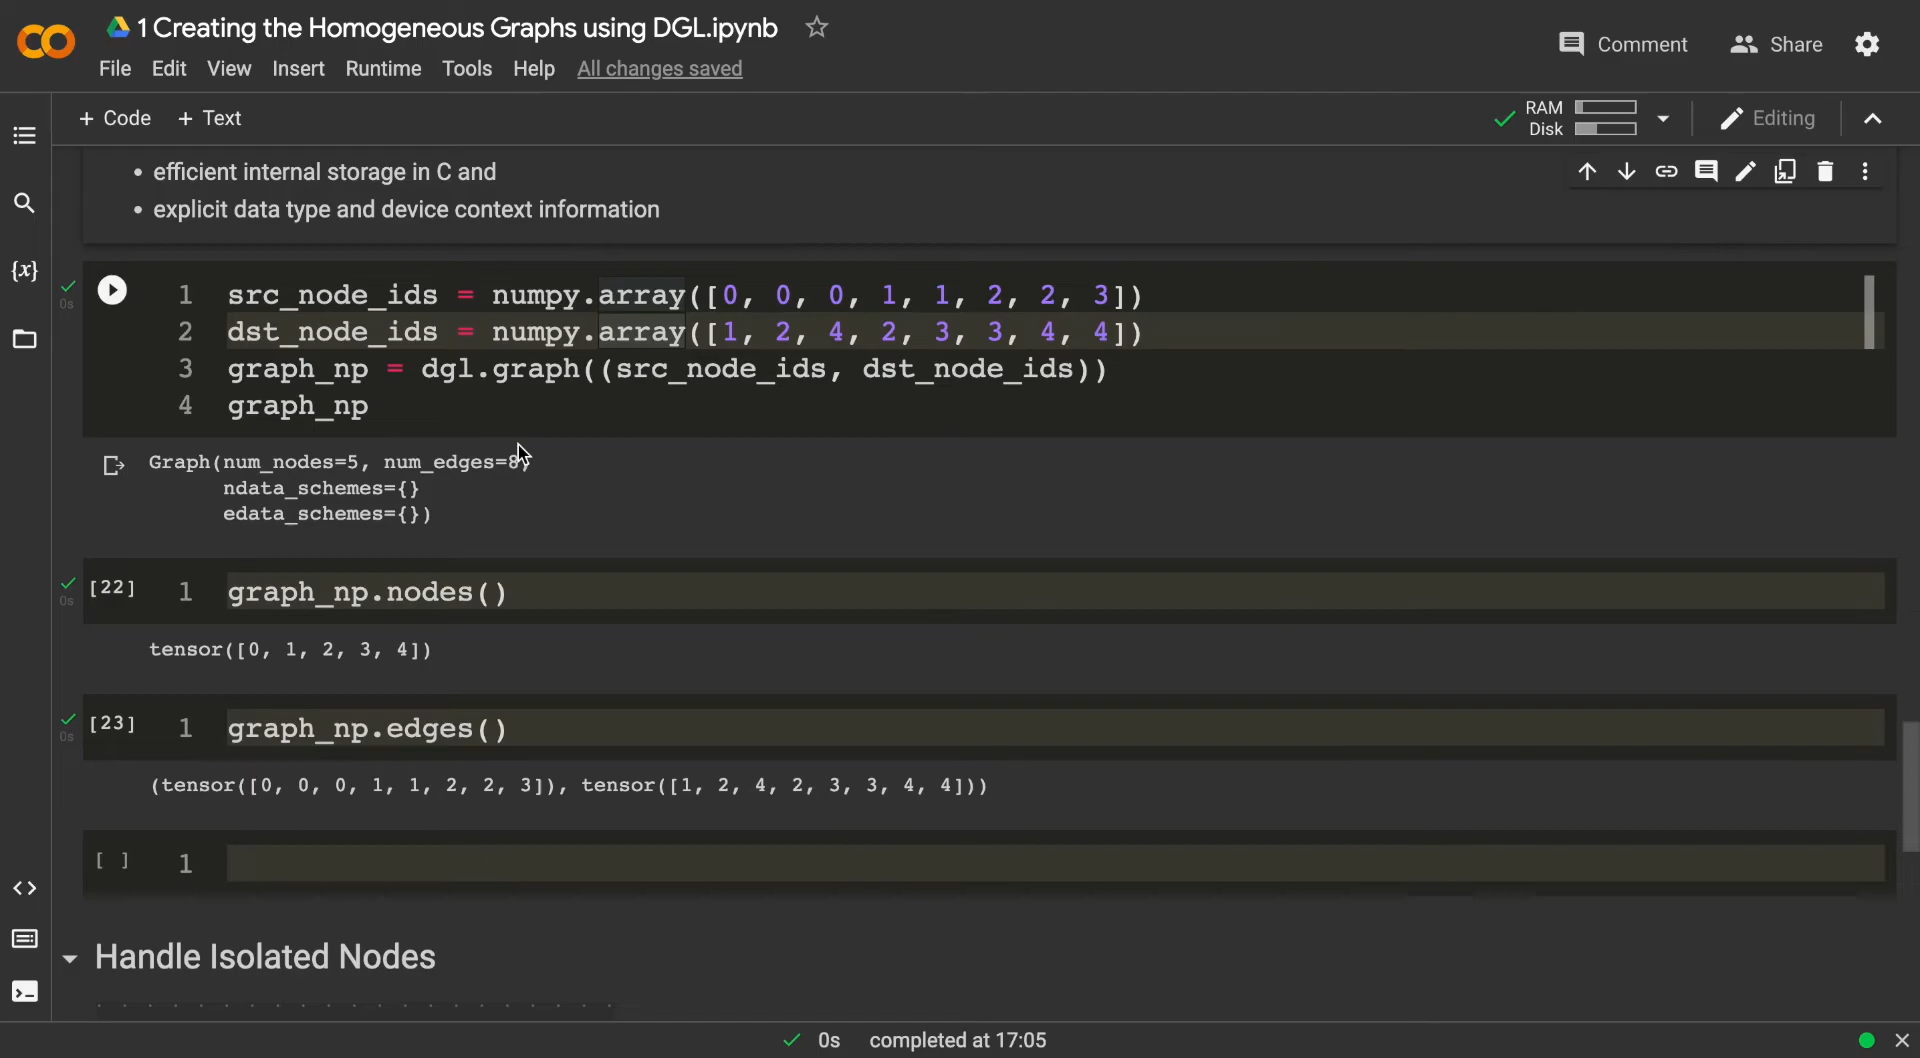 1 Creating the Homogeneous Graphs using DGL.ipynb
File Edit View Insert Runtime Tools Help All changes saved
Comment Share
+ Code + Text
RAM
Disk
Editing
• efficient internal storage in C and
• explicit data type and device context information
{x}
0s
1 src_node_ids = numpy.array([0, 0, 0, 1, 1, 2, 2, 3])
2 dst_node_ids = numpy.array([1, 2, 4, 2, 3, 3, 4, 4])
3 graph_np = dgl.graph((src_node_ids, dst_node_ids))
4 graph_np
Graph(num_nodes=5, num_edges=8,
ndata_schemes={}
edata_schemes={})
0s
[22] 1 graph_np.nodes()
tensor([0, 1, 2, 3, 4])
0s
[23] 1 graph_np.edges()
(tensor([0, 0, 0, 1, 1, 2, 2, 3]), tensor([1, 2, 4, 2, 3, 3, 4, 4]))
[ ] 1
Handle Isolated Nodes
0s completed at 17:05